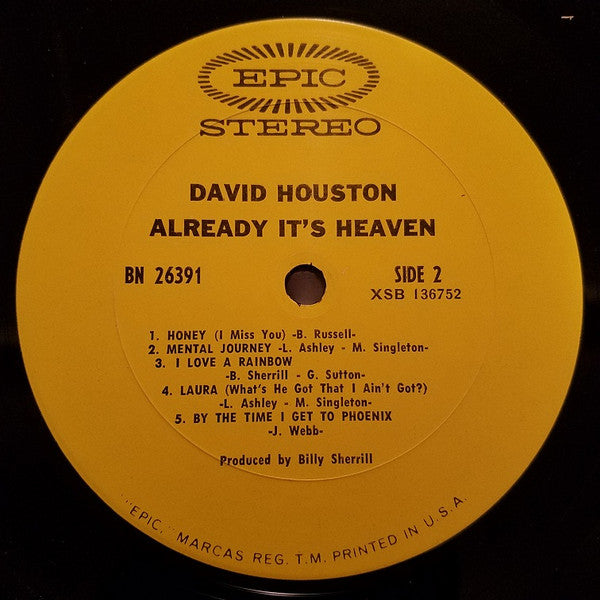 EPIC
STEREO
DAVID HOUSTON
ALREADY IT'S HEAVEN
BN 26391
SIDE 2
XSB 136752
1. HONEY (I Miss You) -B. Russell-
2. MENTAL JOURNEY -L. Ashley - M. Singleton-
3. I LOVE A RAINBOW
-B. Sherrill - G. Sutton-
4. LAURA (What's He Got That I Ain't Got?)
-L. Ashley - M. Singleton-
5. BY THE TIME I GET TO PHOENIX
-J. Webb-
Produced by Billy Sherrill
"EPIC," MARCAS REG. T.M. PRINTED IN U.S.A.